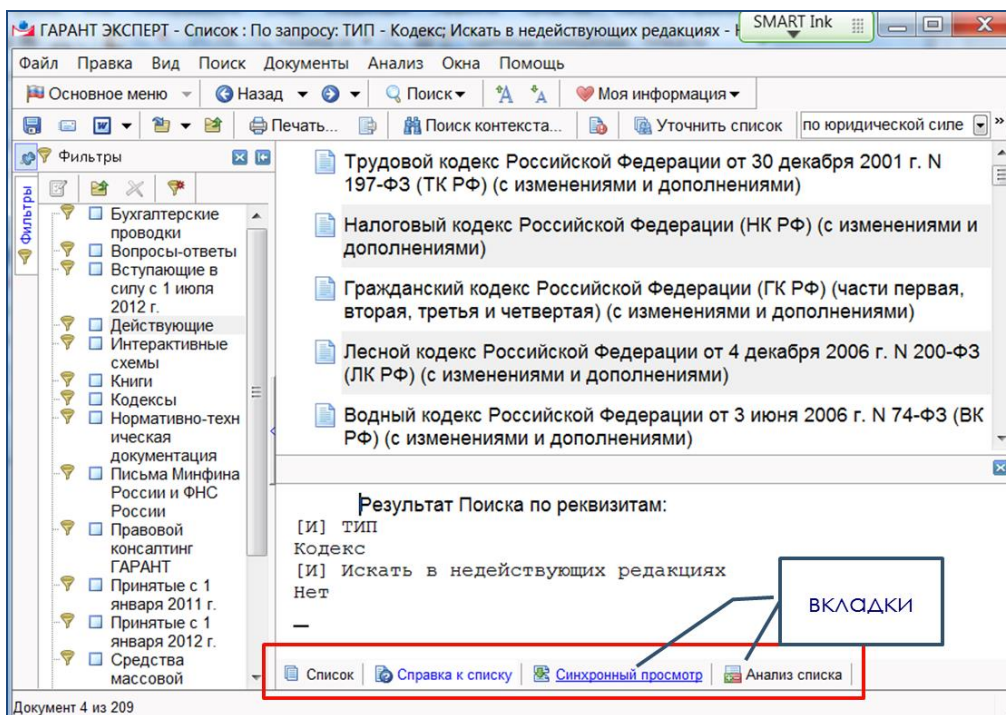 ГАРАНТ ЭКСПЕРТ - Список : По запросу: ТИП - Кодекс; Искать в недействующих редакциях -
SMART Ink
Файл Правка Вид Поиск Документы Анализ Окна Помощь
Основное меню Назад Поиск Моя информация
Печать... Поиск контекста... Уточнить список по юридической силе
Фильтры
Фильтры
Бухгалтерские
проводки
Вопросы-ответы
Вступающие в
силу с 1 июля
2012 г.
Действующие
Интерактивные
схемы
Книги
Кодексы
Нормативно-техн
ическая
документация
Письма Минфина
России и ФНС
России
Правовой
консалтинг
ГАРАНТ
Принятые с 1
января 2011 г.
Принятые с 1
января 2012 г.
Средства
массовой
Трудовой кодекс Российской Федерации от 30 декабря 2001 г. N
197-ФЗ (ТК РФ) (с изменениями и дополнениями)
Налоговый кодекс Российской Федерации (НК РФ) (с изменениями и
дополнениями)
Гражданский кодекс Российской Федерации (ГК РФ) (части первая,
вторая, третья и четвертая) (с изменениями и дополнениями)
Лесной кодекс Российской Федерации от 4 декабря 2006 г. N 200-ФЗ
(ЛК РФ) (с изменениями и дополнениями)
Водный кодекс Российской Федерации от 3 июня 2006 г. N 74-ФЗ (ВК
РФ) (с изменениями и дополнениями)
Результат Поиска по реквизитам:
[И] ТИП
Кодекс
[И] Искать в недействующих редакциях
Нет
вкладки
Список Справка к списку Синхронный просмотр Анализ списка
Документ 4 из 209